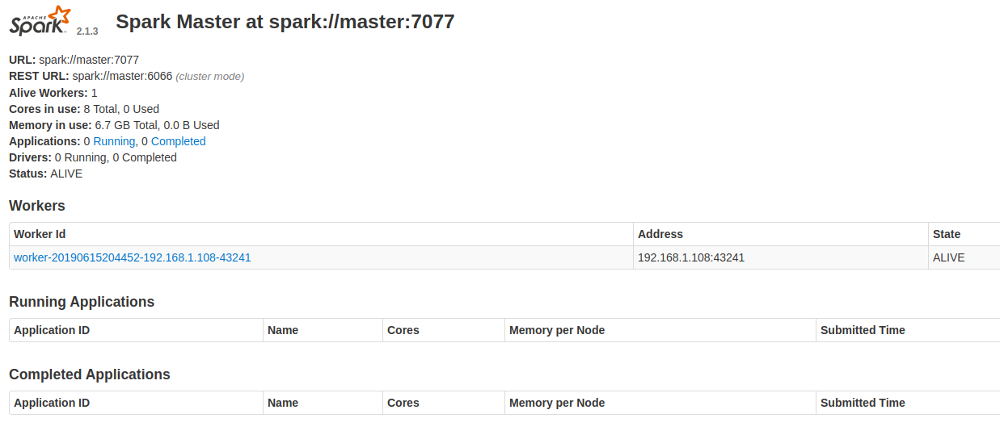 APACHE
Spark 2.1.3 Spark Master at spark://master:7077
URL: spark://master:7077
REST URL: spark://master:6066 (cluster mode)
Alive Workers: 1
Cores in use: 8 Total, 0 Used
Memory in use: 6.7 GB Total, 0.0 B Used
Applications: 0 Running, 0 Completed
Drivers: 0 Running, 0 Completed
Status: ALIVE
Workers
Worker Id Address State
worker-20190615204452-192.168.1.108-43241 192.168.1.108:43241 ALIVE
Running Applications
Application ID Name Cores Memory per Node Submitted Time
Completed Applications
Application ID Name Cores Memory per Node Submitted Time